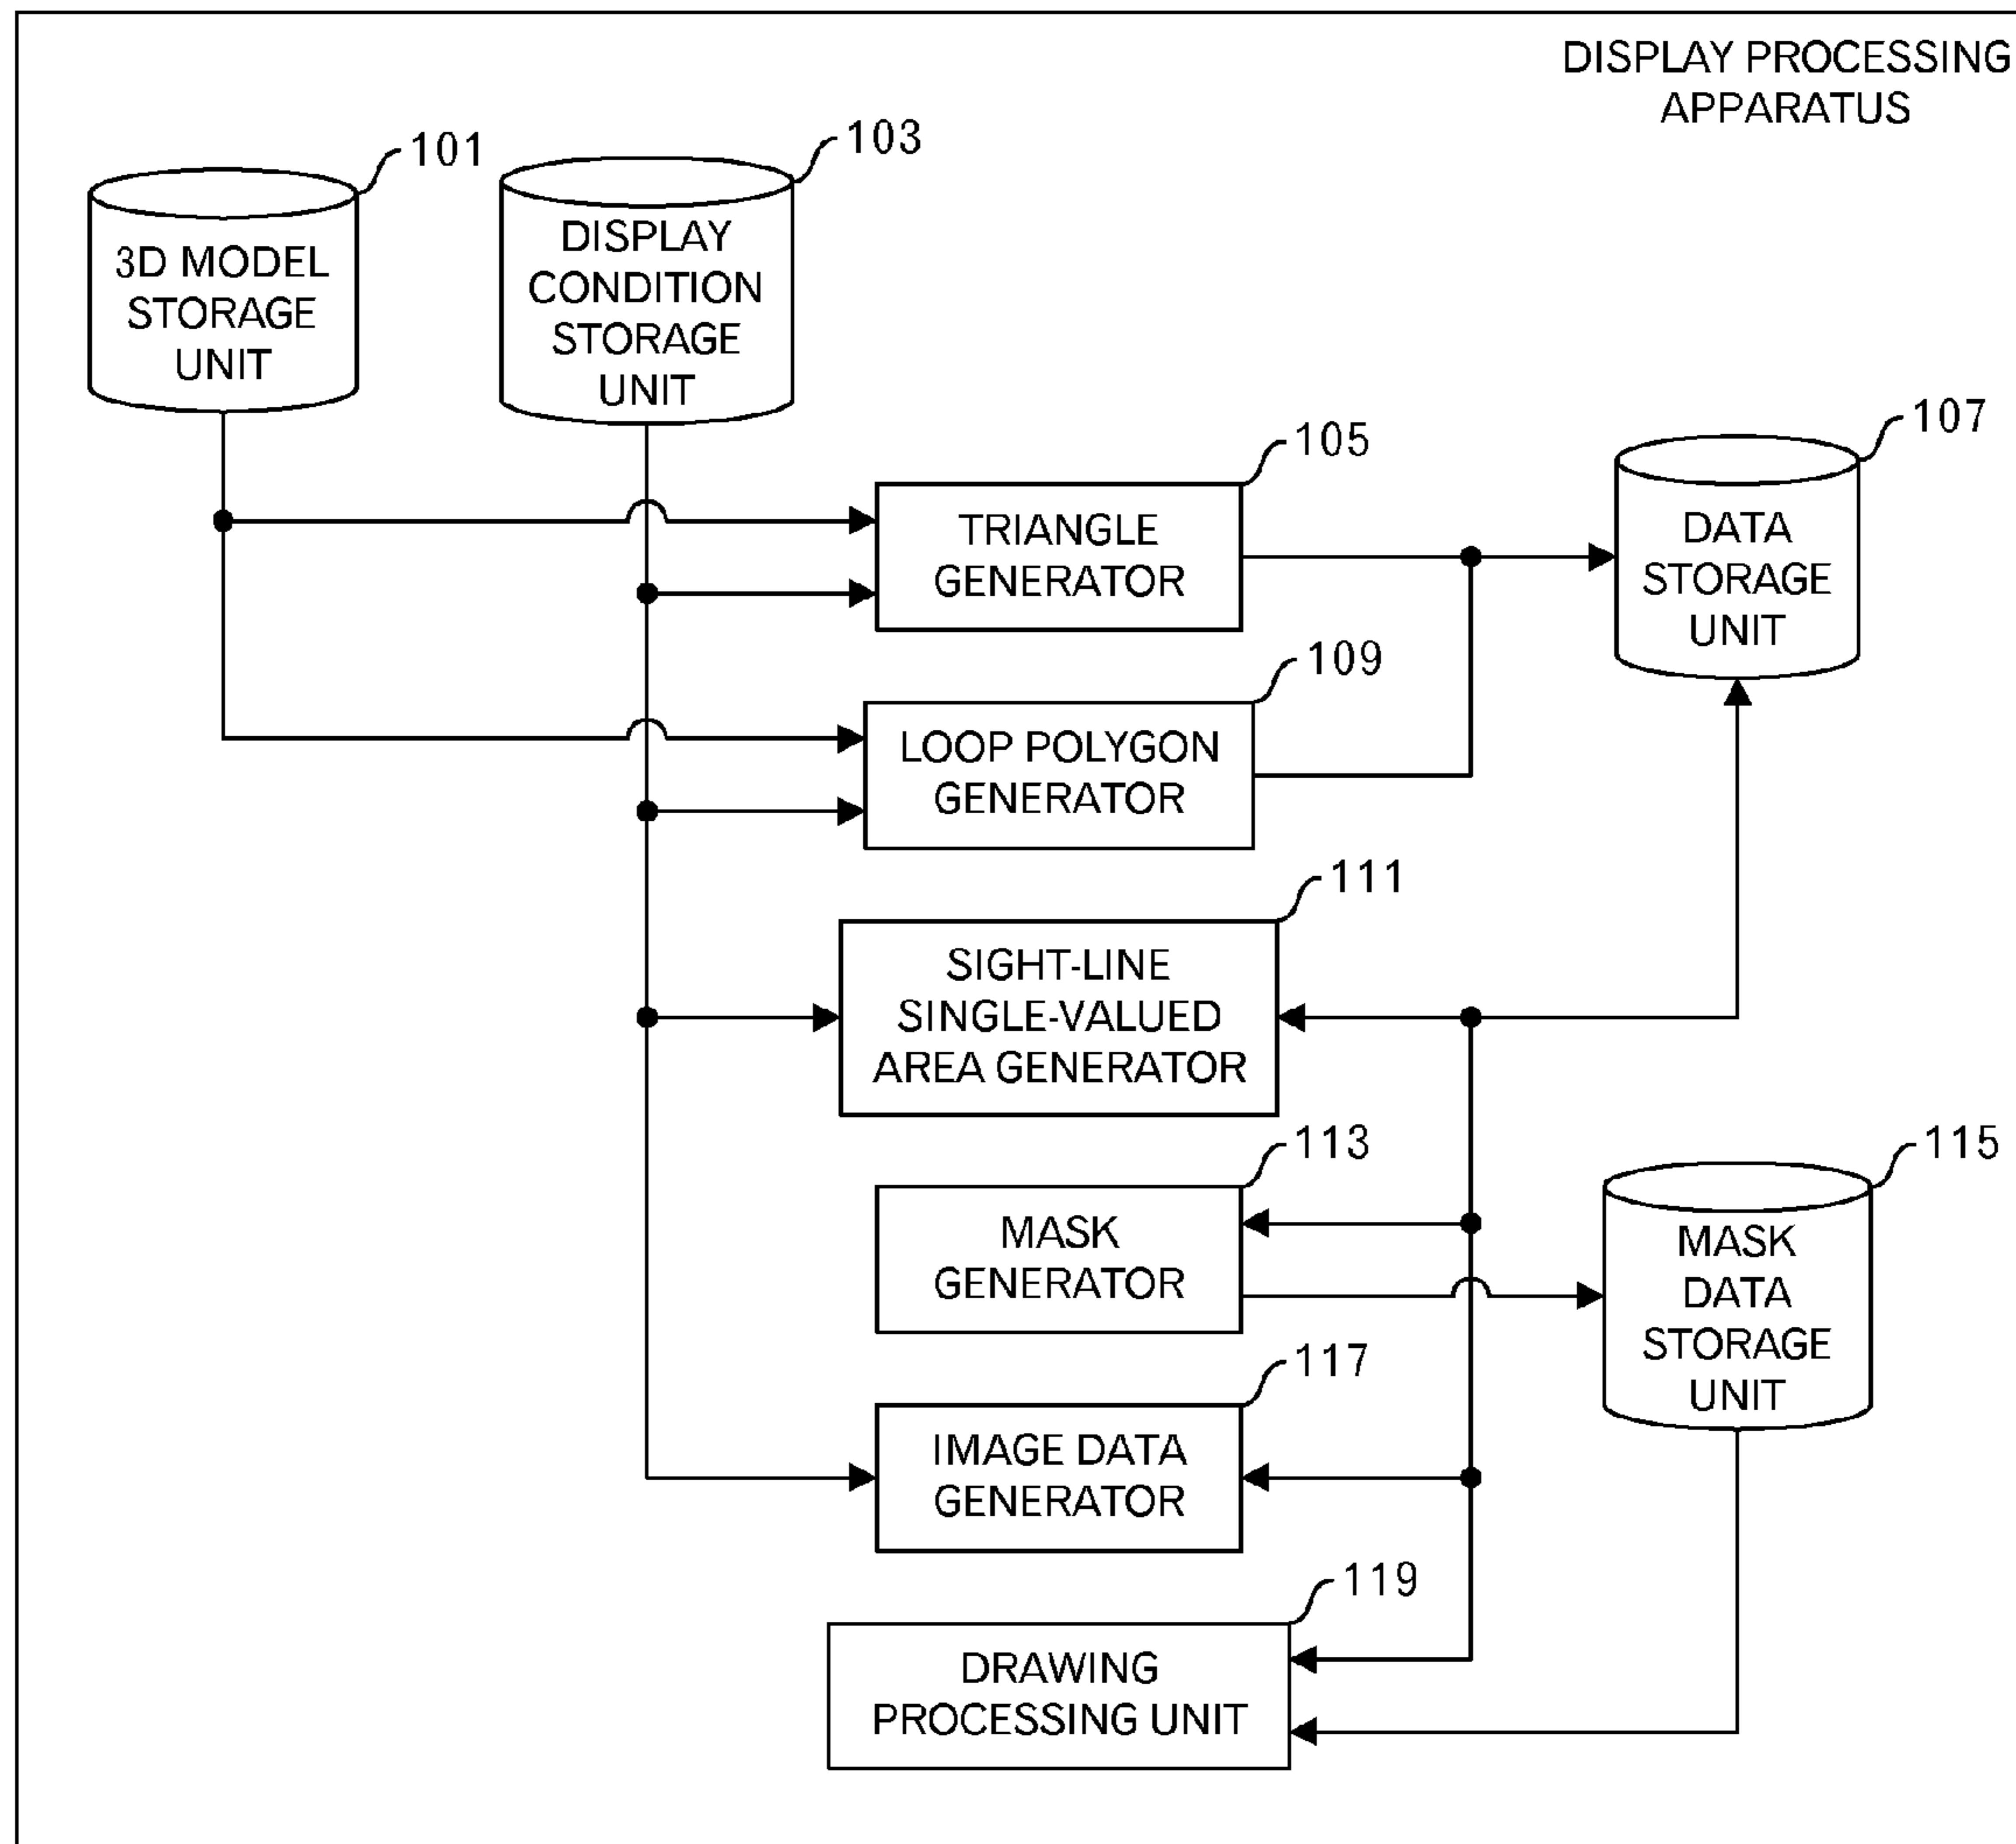 DISPLAY PROCESSING
APPARATUS
101
3D MODEL
STORAGE
UNIT
103
DISPLAY
CONDITION
STORAGE
UNIT
105
TRIANGLE
GENERATOR
107
DATA
STORAGE
UNIT
109
LOOP POLYGON
GENERATOR
111
SIGHT-LINE
SINGLE-VALUED
AREA GENERATOR
113
MASK
GENERATOR
115
MASK
DATA
STORAGE
UNIT
117
IMAGE DATA
GENERATOR
119
DRAWING
PROCESSING UNIT